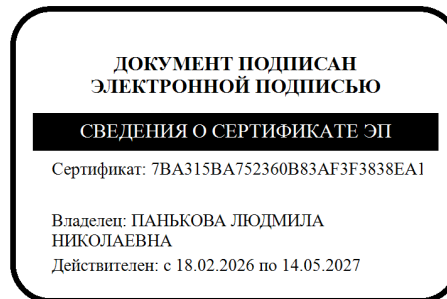 ДОКУМЕНТ ПОДПИСАН
ЭЛЕКТРОННОЙ ПОДПИСЬЮ
СВЕДЕНИЯ О СЕРТИФИКАТЕ ЭП
Сертификат: 7BA315BA752360B83AF3F3838EA1
Владелец: ПАНЬКОВА ЛЮДМИЛА
НИКОЛАЕВНА
Действителен: с 18.02.2026 по 14.05.2027